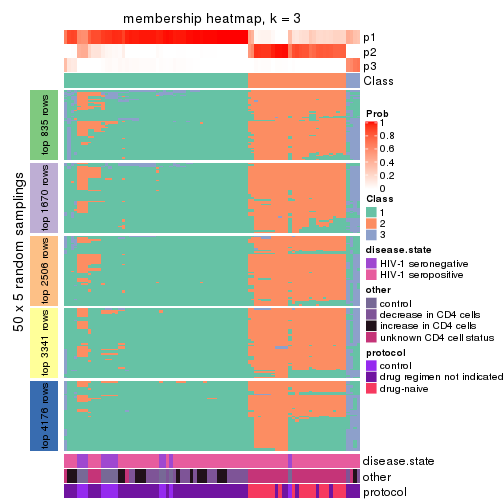 membership heatmap, k = 3
p1
p2
p3
Class
50 x 5 random samplings
top 835 rows
top 1670 rows
top 2506 rows
top 3341 rows
top 4176 rows
Prob
1
0.8
0.6
0.4
0.2
0
Class
1
2
3
disease.state
HIV-1 seronegative
HIV-1 seropositive
other
control
decrease in CD4 cells
increase in CD4 cells
unknown CD4 cell status
protocol
control
drug regimen not indicated
drug-naive
disease.state
other
protocol